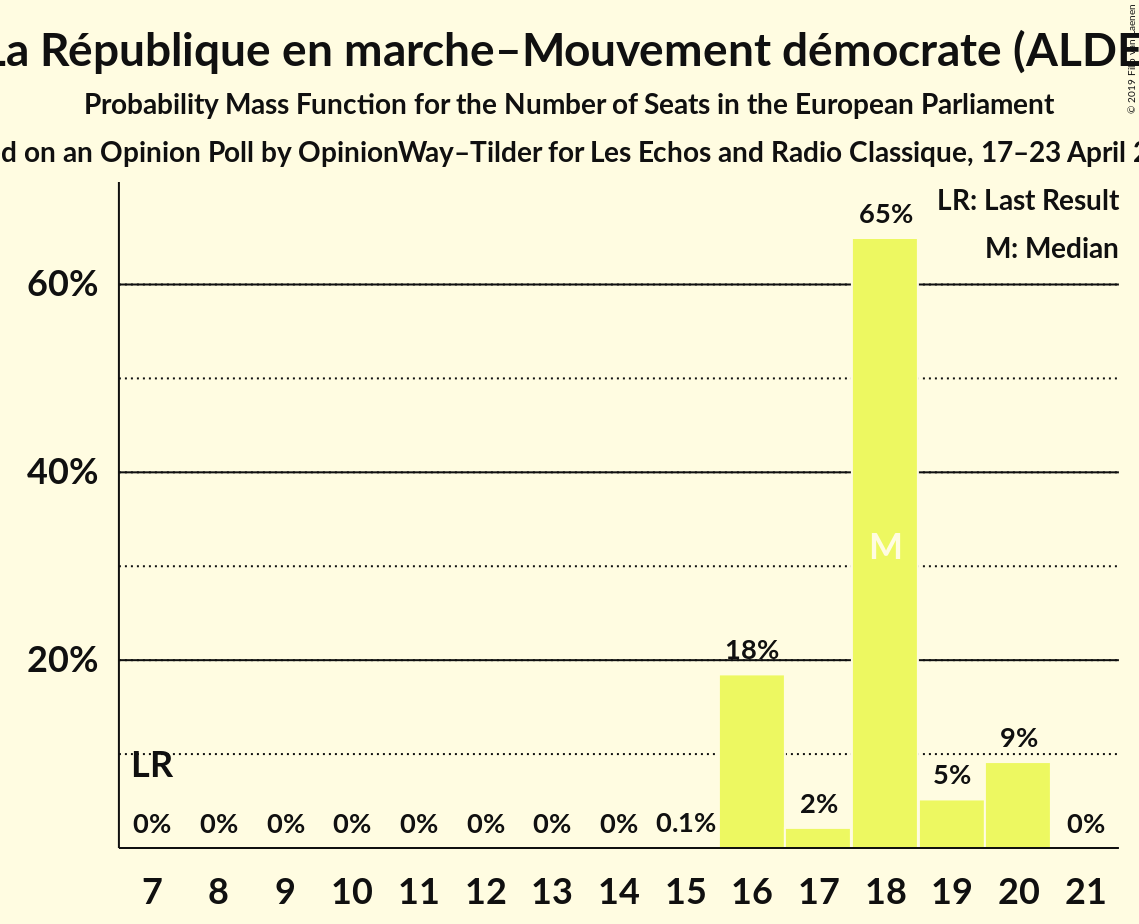 La République en marche–Mouvement démocrate (ALDE
Probability Mass Function for the Number of Seats in the European Parliament
d on an Opinion Poll by OpinionWay–Tilder for Les Echos and Radio Classique, 17–23 April 2
© 2019
LR: Last Result
M: Median
65%
60%
40%
M
20%
18%
9%
5%
2%
LR
0% 0% 0% 0% 0% 0% 0% 0% 0.1% 0%
7 8 9 10 11 12 13 14 15 16 17 18 19 20 21